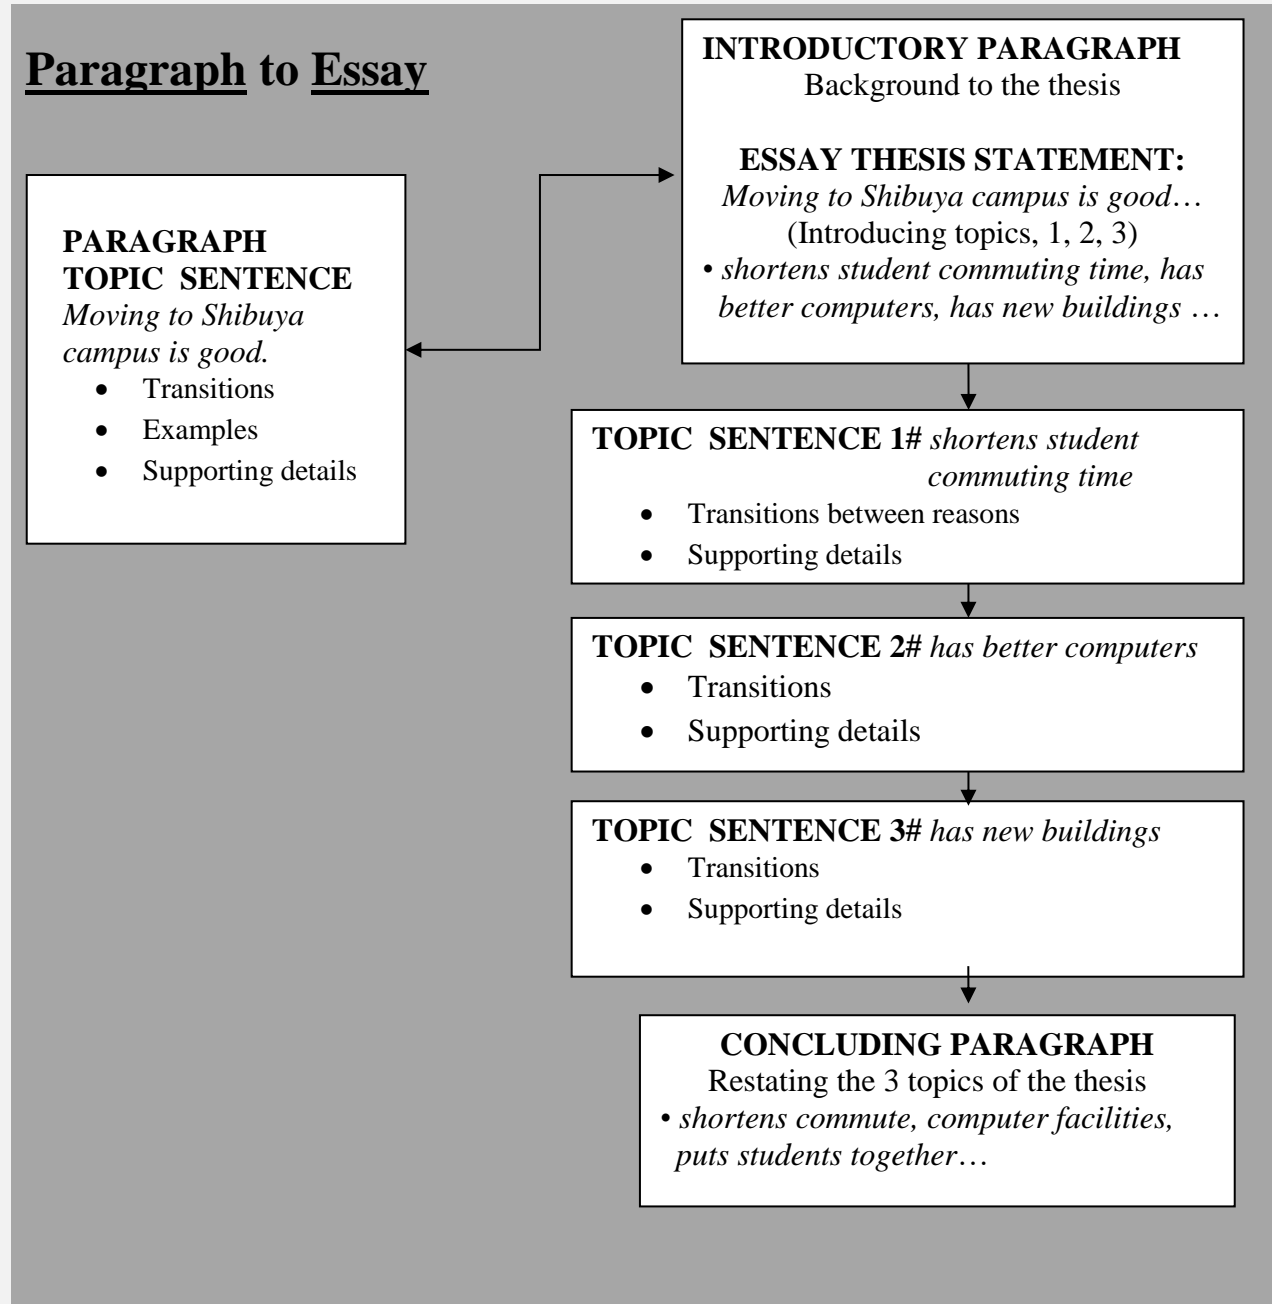 Paragraph to Essay
PARAGRAPH
TOPIC SENTENCE
Moving to Shibuya
campus is good.
• Transitions
• Examples
• Supporting details
INTRODUCTORY PARAGRAPH
Background to the thesis
ESSAY THESIS STATEMENT:
Moving to Shibuya campus is good…
(Introducing topics, 1, 2, 3)
• shortens student commuting time, has
better computers, has new buildings …
TOPIC SENTENCE 1# shortens student
commuting time
• Transitions between reasons
• Supporting details
TOPIC SENTENCE 2# has better computers
• Transitions
• Supporting details
TOPIC SENTENCE 3# has new buildings
• Transitions
• Supporting details
CONCLUDING PARAGRAPH
Restating the 3 topics of the thesis
• shortens commute, computer facilities,
puts students together…